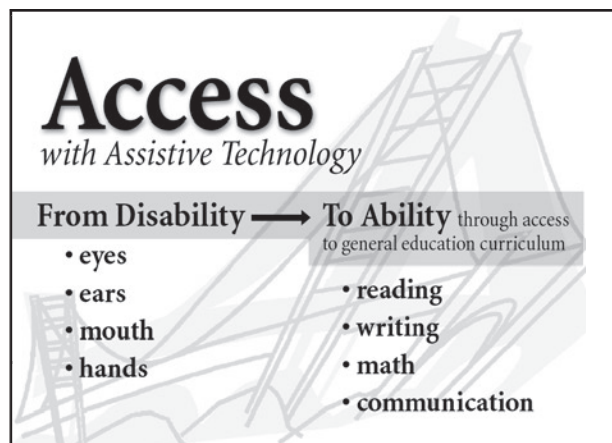 Access
with Assistive Technology
From Disability → To Ability through access
to general education curriculum
• eyes
• ears
• mouth
• hands
• reading
• writing
• math
• communication